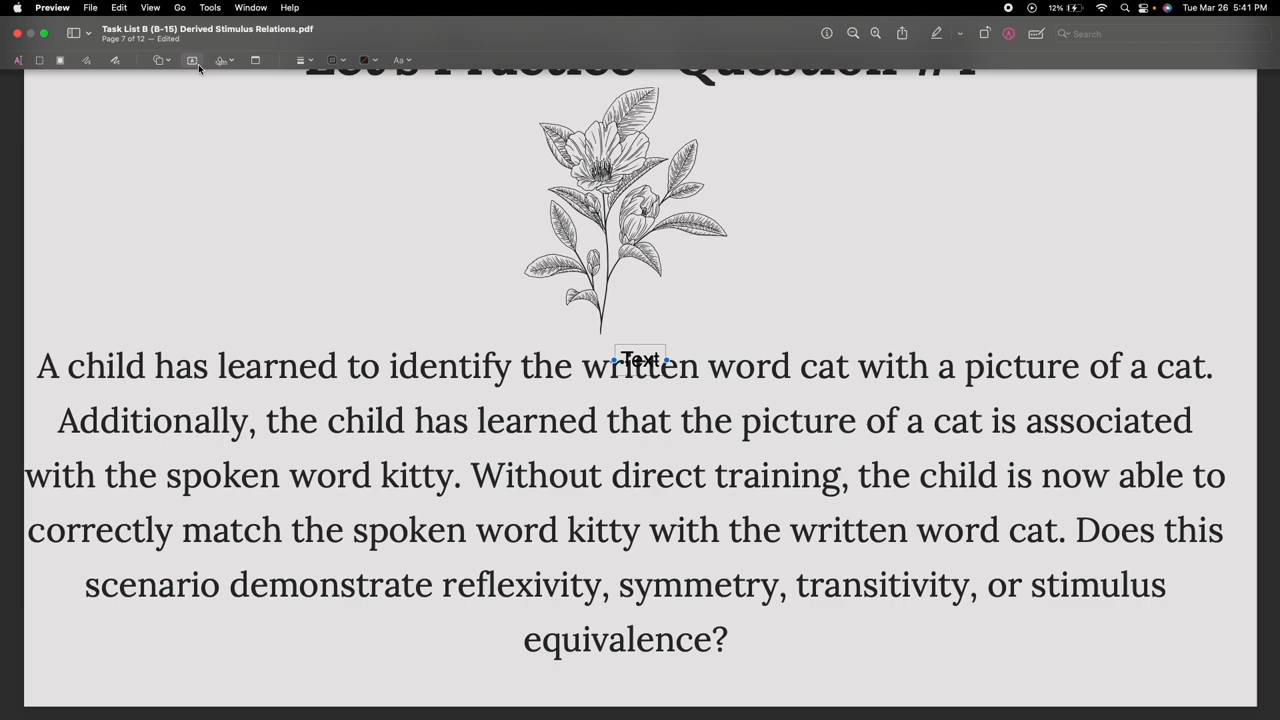 Preview File Edit View Go Tools Window Help 12% Tue Mar 26 5:41 PM
Task List B (B-15) Derived Stimulus Relations.pdf
Page 7 of 12 — Edited
Search
Let's Practice Question #1
Text
A child has learned to identify the written word cat with a picture of a cat.
Additionally, the child has learned that the picture of a cat is associated
with the spoken word kitty. Without direct training, the child is now able to
correctly match the spoken word kitty with the written word cat. Does this
scenario demonstrate reflexivity, symmetry, transitivity, or stimulus
equivalence?